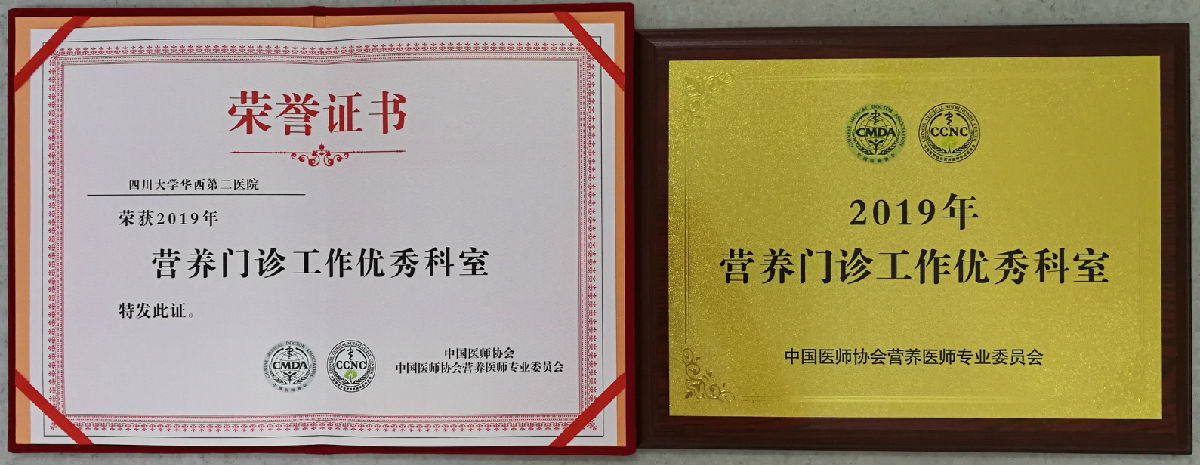 荣誉证书
四川大学华西第二医院
荣获2019年
营养门诊工作优秀科室
特发此证。
CMDA
CCNC
中国医师协会
中国医师协会营养医师专业委员会
CHINESE MEDICAL DOCTOR ASSOCIATION
CMDA
CCNC
2019年
营养门诊工作优秀科室
中国医师协会营养医师专业委员会